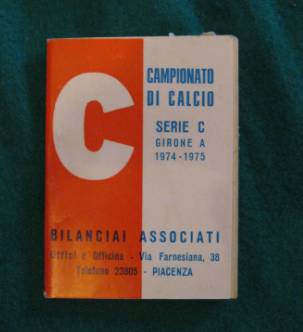 C
CAMPIONATO
DI CALCIO
SERIE C
GIRONE A
1974-1975
BILANCIAI ASSOCIATI
Uffici e Officina - Via Farnesiana, 38
Telefono 23805 - PIACENZA